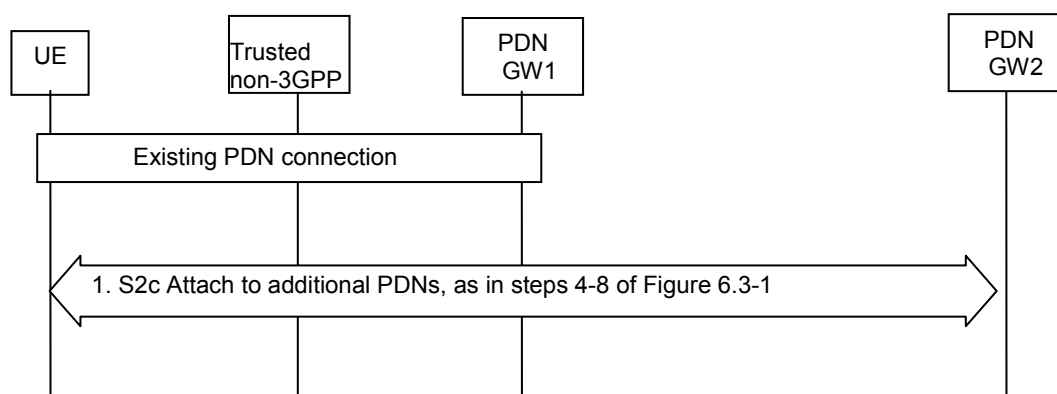 UE
Trusted
non-3GPP
PDN
GW1
PDN
GW2
Existing PDN connection
1. S2c Attach to additional PDNs, as in steps 4-8 of Figure 6.3-1